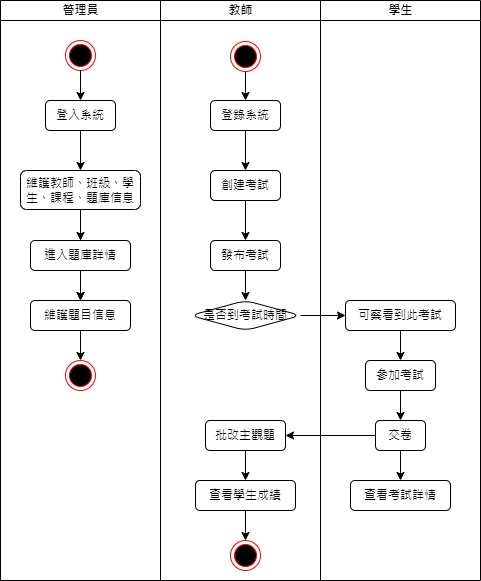 管理員
教師
學生
登入系統
維護教師、班級、學
生、課程、題庫信息
進入題庫詳情
維護題目信息
登錄系統
創建考試
發布考試
是否到考試時間
可察看到此考試
參加考試
交卷
批改主觀題
查看學生成績
查看考試詳情